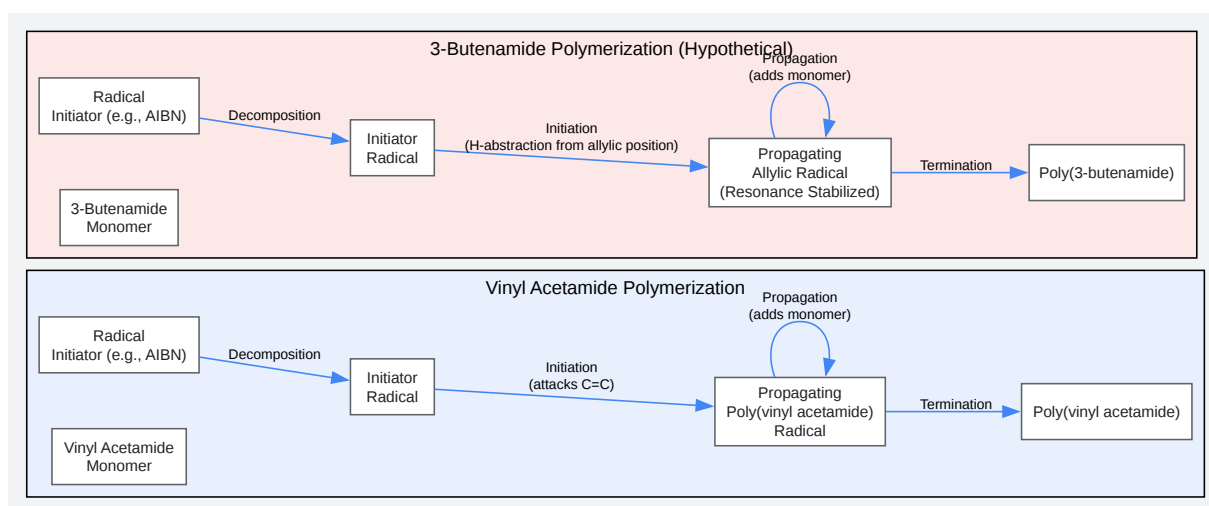 3-Butenamide Polymerization (Hypothetical)
Propagation
(adds monomer)
Radical
Initiator (e.g., AIBN)
Decomposition
Initiator
Radical
Initiation
(H-abstraction from allylic position)
Propagating
Allylic Radical
(Resonance Stabilized)
Termination
Poly(3-butenamide)
3-Butenamide
Monomer
Vinyl Acetamide Polymerization
Propagation
(adds monomer)
Radical
Initiator (e.g., AIBN)
Decomposition
Initiator
Radical
Initiation
(attacks C=C)
Propagating
Poly(vinyl acetamide)
Radical
Termination
Poly(vinyl acetamide)
Vinyl Acetamide
Monomer